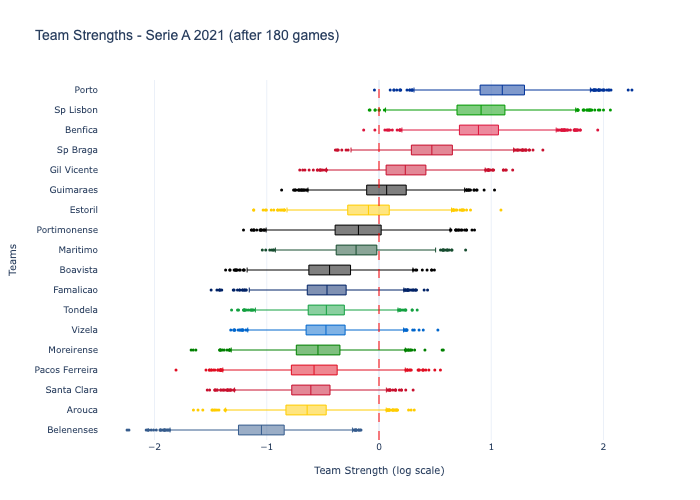 Team Strengths - Serie A 2021 (after 180 games)
Porto
Sp Lisbon
Benfica
Sp Braga
Gil Vicente
Guimaraes
Estoril
Portimonense
Maritimo
Boavista
Famalicao
Tondela
Vizela
Moreirense
Pacos Ferreira
Santa Clara
Arouca
Belenenses
Teams
−2 −1 0 1 2
Team Strength (log scale)